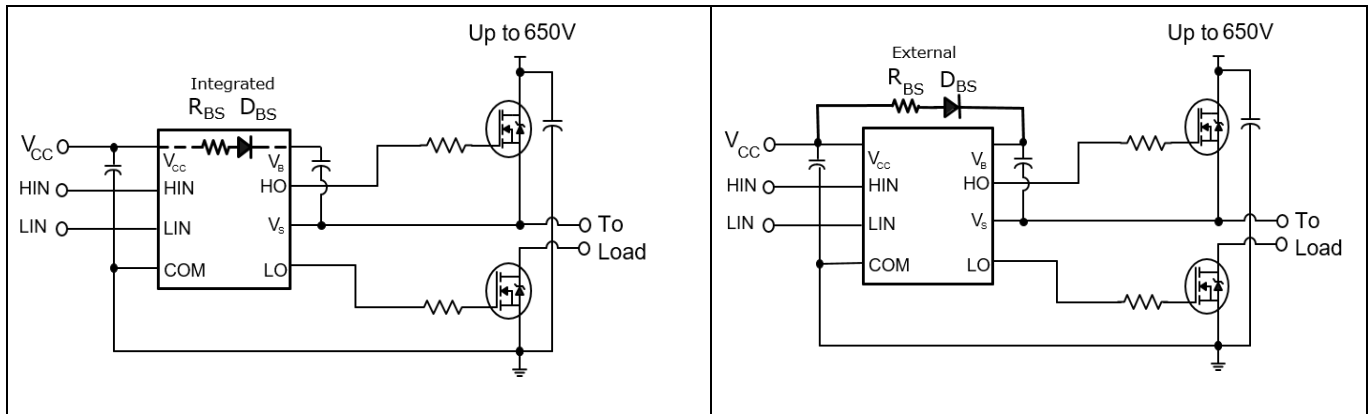 Up to 650V
Integrated
RBS DBS
VCC
VCC
VB
HIN
HIN
HO
LIN
LIN
VS
To
Load
COM
LO
Up to 650V
External
RBS DBS
VCC
VCC
VB
HIN
HIN
HO
LIN
LIN
VS
To
Load
COM
LO